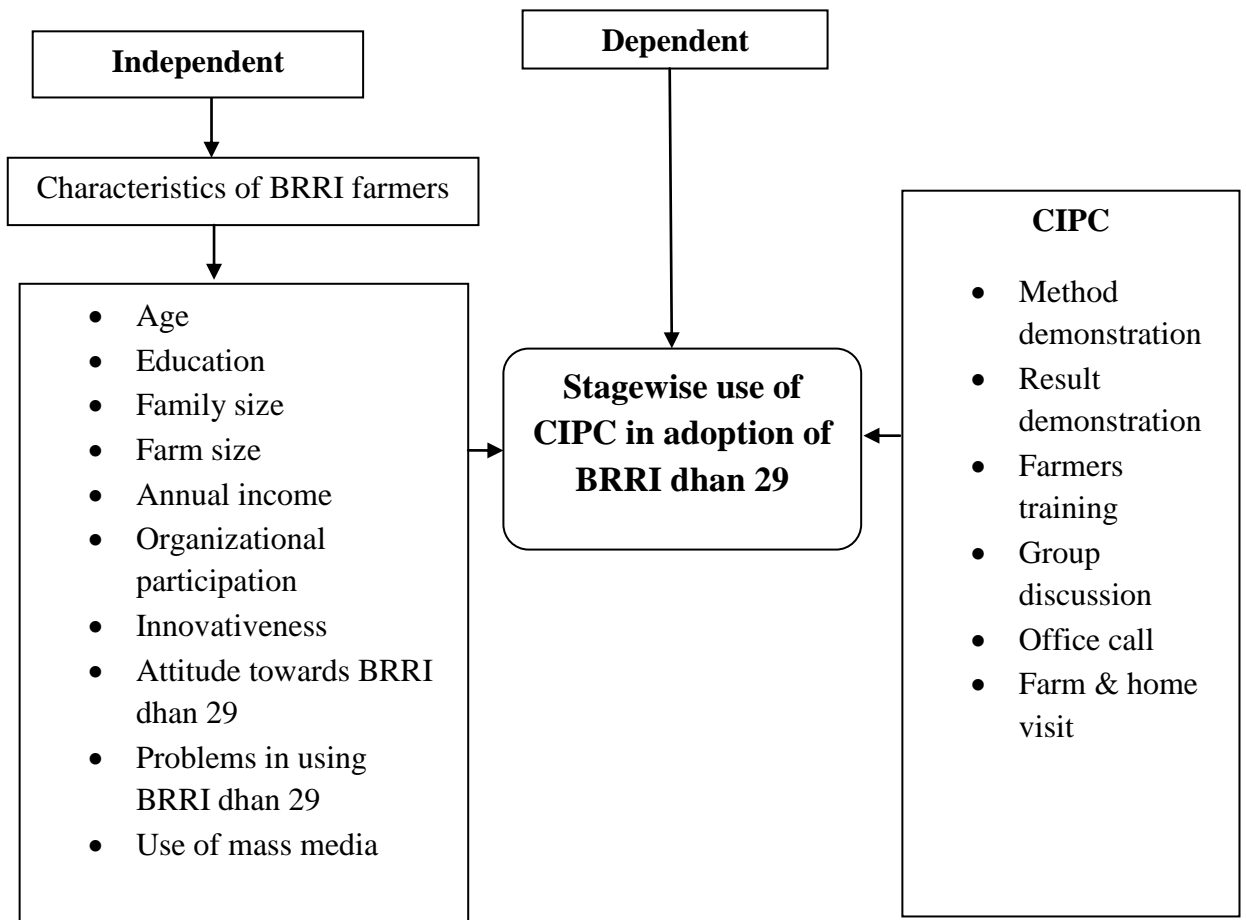 Independent
Dependent
Characteristics of BRRI farmers
• Age
• Education
• Family size
• Farm size
• Annual income
• Organizational
participation
• Innovativeness
• Attitude towards BRRI
dhan 29
• Problems in using
BRRI dhan 29
• Use of mass media
Stagewise use of
CIPC in adoption of
BRRI dhan 29
CIPC
• Method
demonstration
• Result
demonstration
• Farmers
training
• Group
discussion
• Office call
• Farm & home
visit